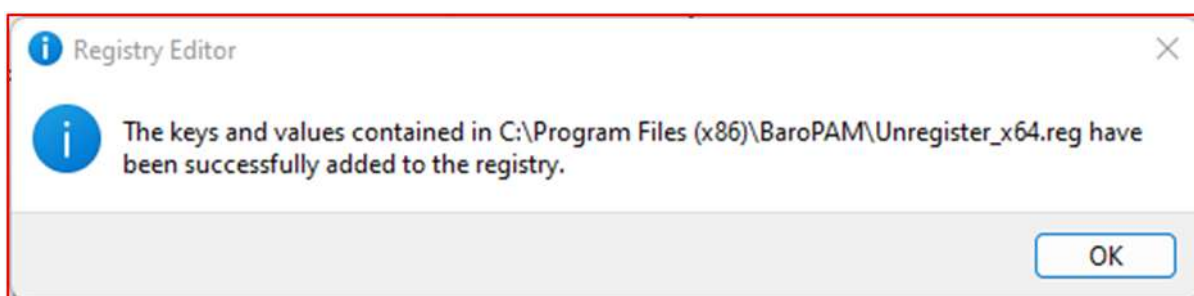 Registry Editor
The keys and values contained in C:\Program Files (x86)\BaroPAM\Unregister_x64.reg have
been successfully added to the registry.
OK